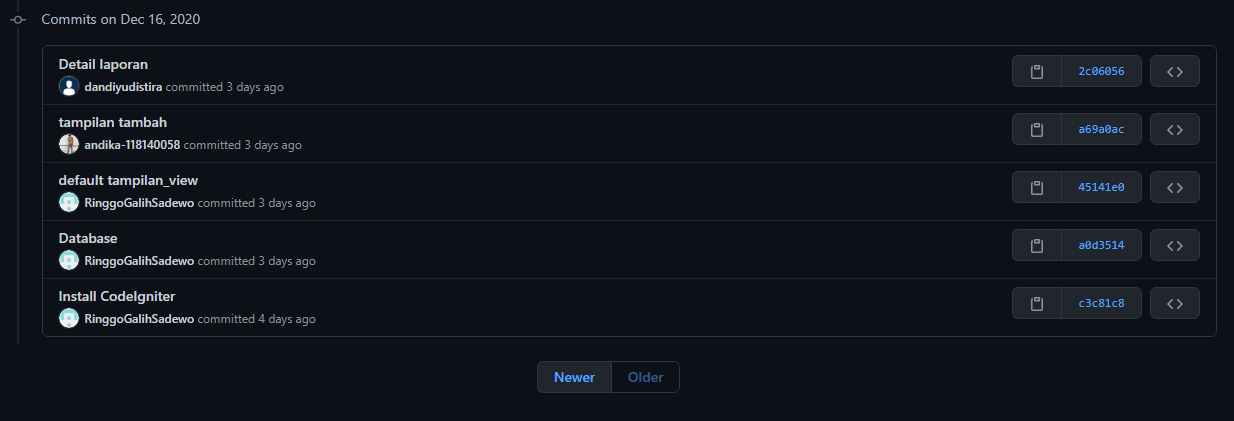 Commits on Dec 16, 2020
Detail laporan
dandiyudistira committed 3 days ago
2c06056
tampilan tambah
andika-118140058 committed 3 days ago
a69a0ac
default tampilan_view
RinggoGalihSadewo committed 3 days ago
45141e0
Database
RinggoGalihSadewo committed 3 days ago
a0d3514
Install CodeIgniter
RinggoGalihSadewo committed 4 days ago
c3c81c8
Newer Older